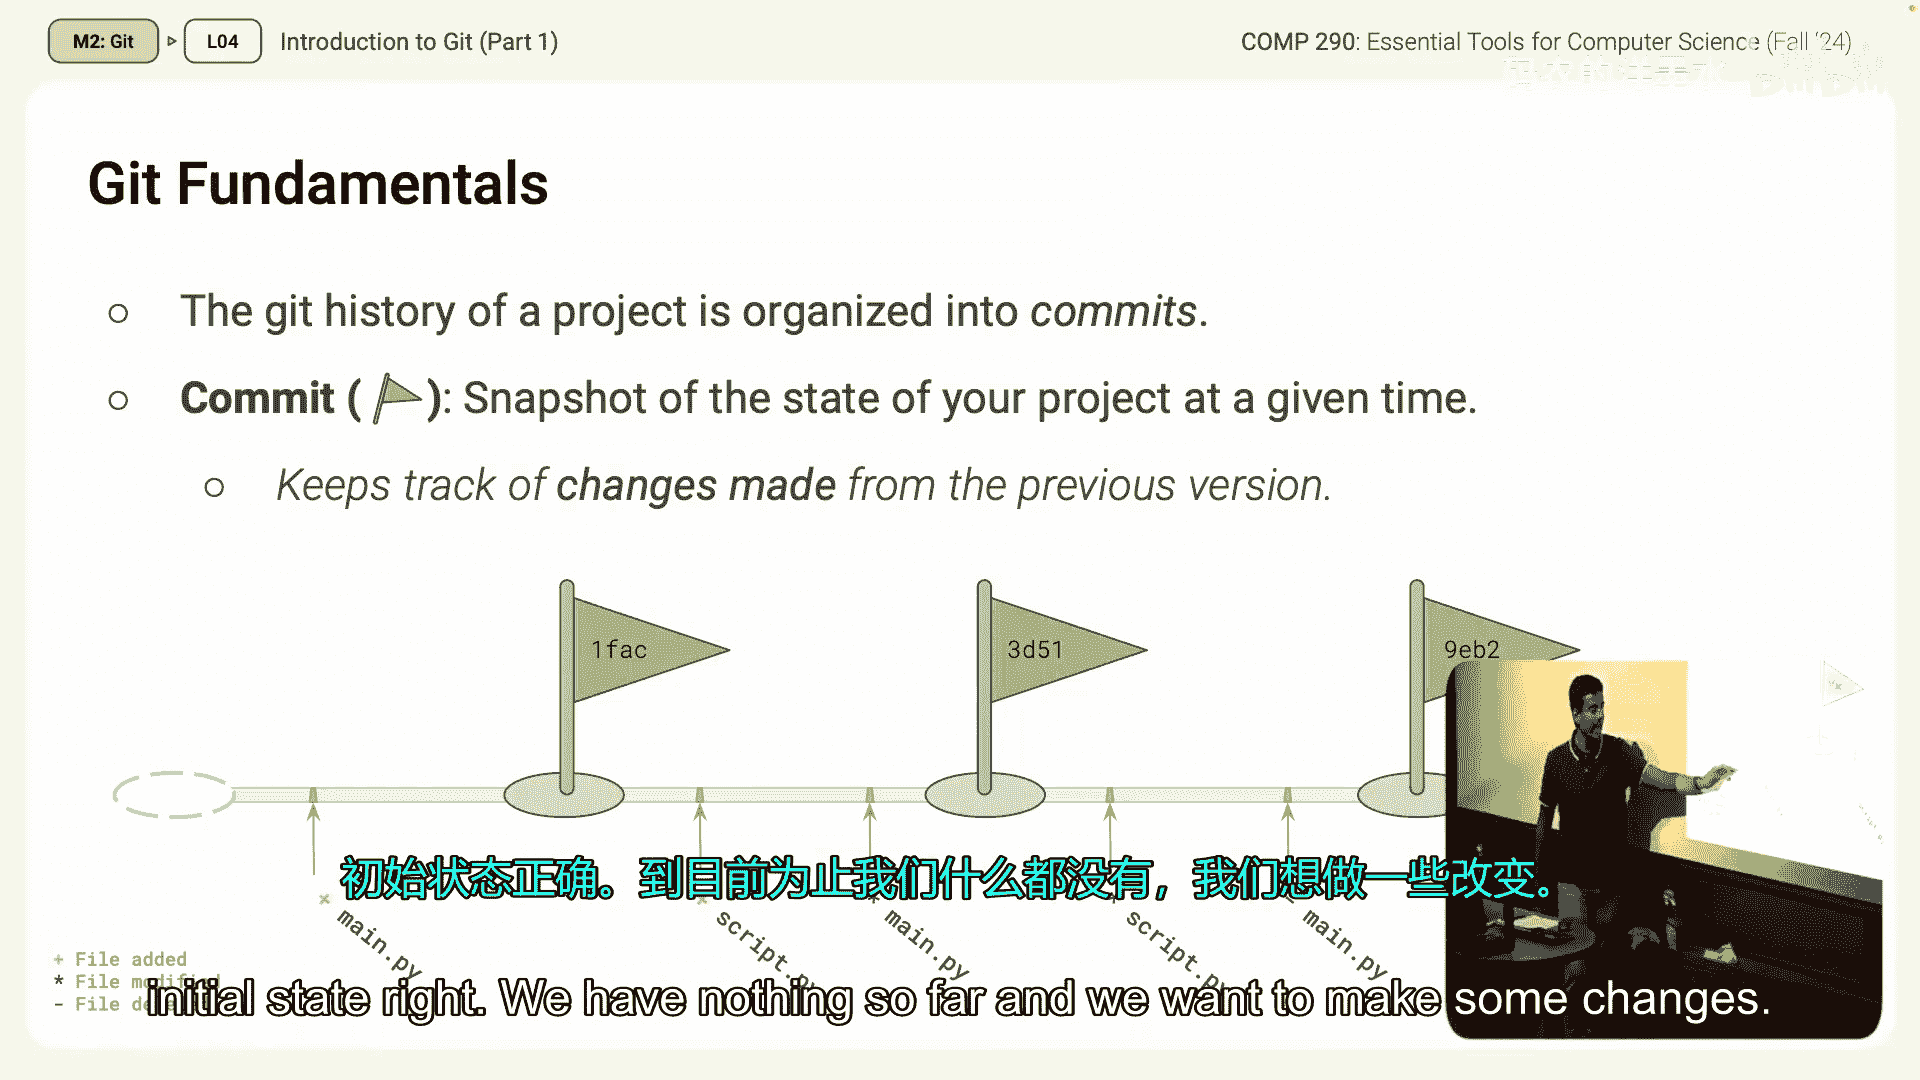 M2: Git
L04
Introduction to Git (Part 1)
COMP 290: Essential Tools for Computer Science (Fall '24)
Git Fundamentals
The git history of a project is organized into commits.
Commit ( ): Snapshot of the state of your project at a given time.
Keeps track of changes made from the previous version.
1fac
3d51
9eb2
初始状态正确。到目前为止我们什么都没有，我们想做一些改变。
+ main.py
+ script.py
* main.py
* script.py
main.py
+ File added
* File modified
- File
initial state right. We have nothing so far and we want to make some changes.